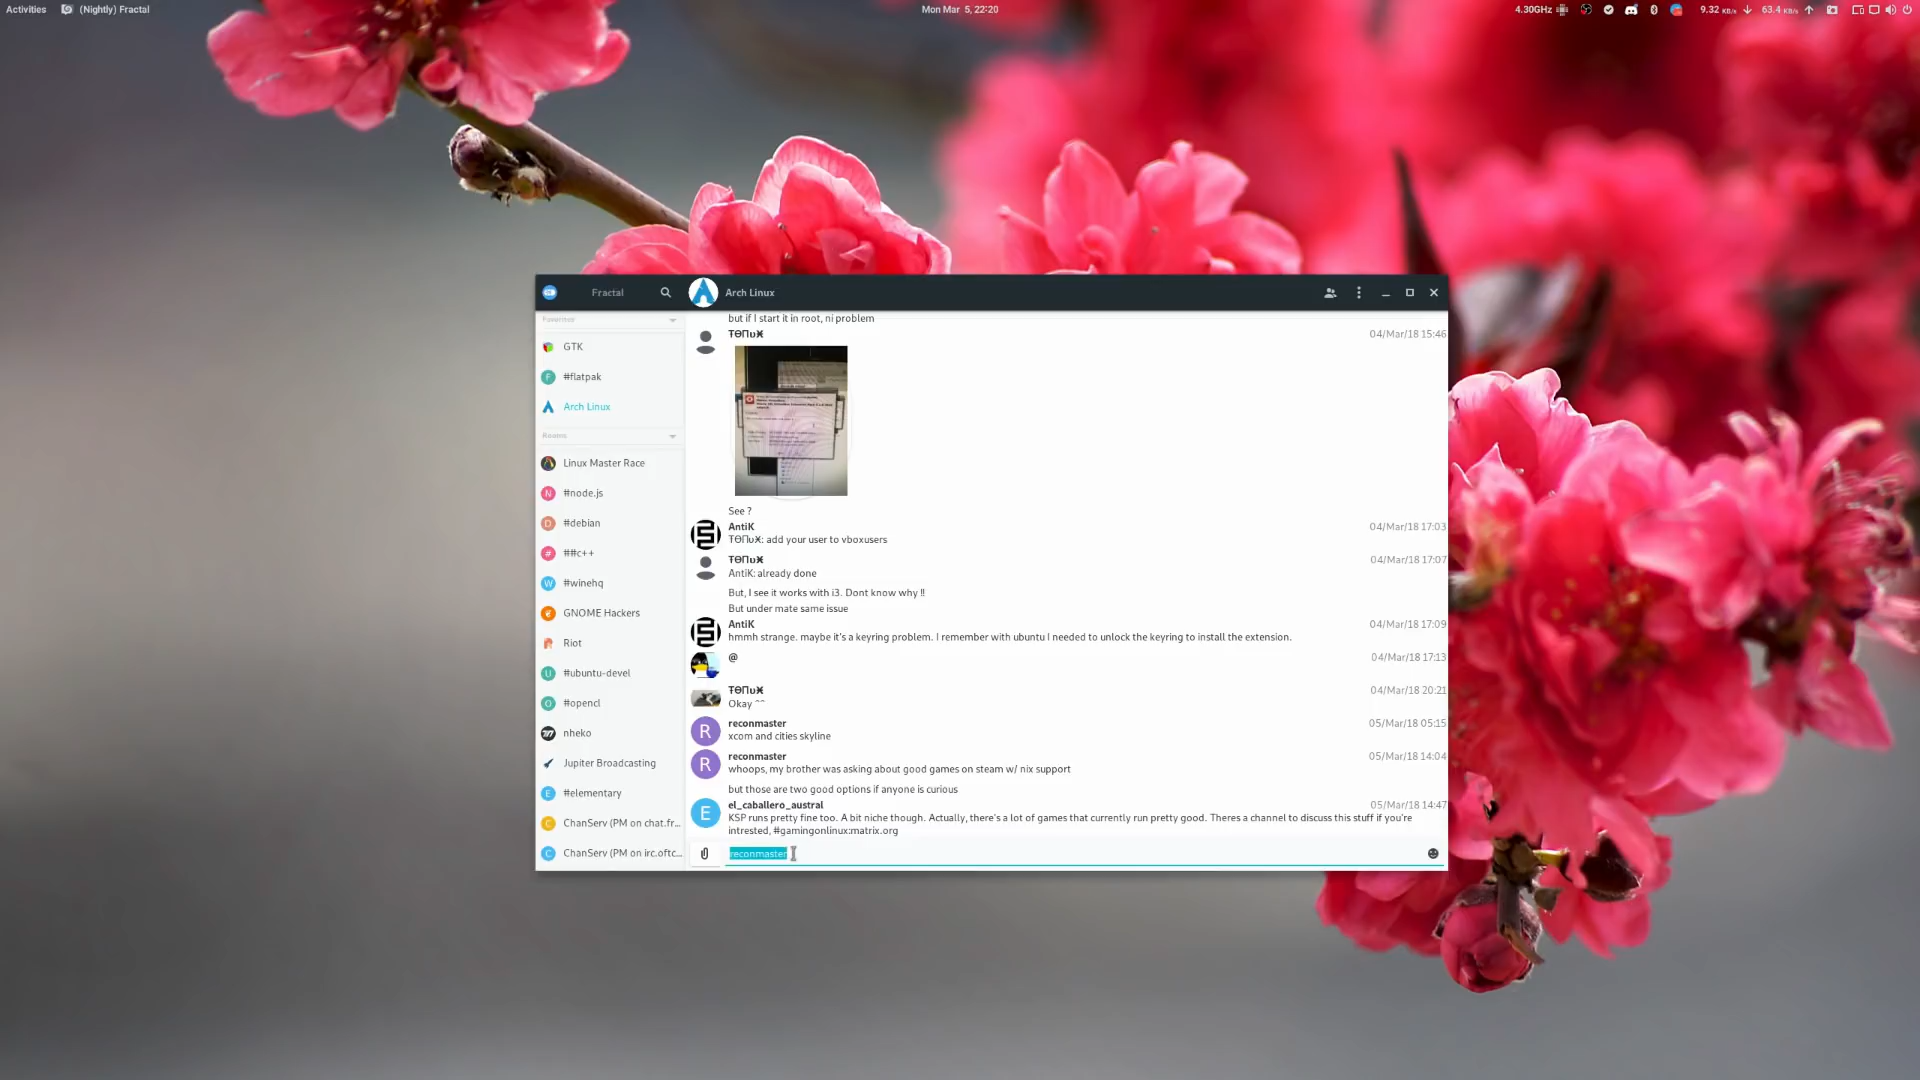 Activities (Nightly) Fractal Mon Mar 5, 22:20 4.30GHz 9.32 KB/s 63.4 KB/s
Fractal Arch Linux
Favorites
GTK
#flatpak
Arch Linux
Rooms
Linux Master Race
#node.js
#debian
##c++
#winehq
GNOME Hackers
Riot
#ubuntu-devel
#opencl
nheko
Jupiter Broadcasting
#elementary
ChanServ (PM on chat.fr...
ChanServ (PM on irc.oftc...
but if I start it in root, ni problem
ŦѲПυӾ 04/Mar/18 15:46
See ?
AntiK 04/Mar/18 17:03
ŦѲПυӾ: add your user to vboxusers
ŦѲПυӾ 04/Mar/18 17:07
AntiK: already done
But, I see it works with i3. Dont know why !!
But under mate same issue
AntiK 04/Mar/18 17:09
hmmh strange. maybe it's a keyring problem. I remember with ubuntu I needed to unlock the keyring to install the extension.
@ 04/Mar/18 17:13
ŦѲПυӾ 04/Mar/18 20:21
Okay ^^
R reconmaster 05/Mar/18 05:15
xcom and cities skyline
R reconmaster 05/Mar/18 14:04
whoops, my brother was asking about good games on steam w/ nix support
but those are two good options if anyone is curious
E el_caballero_austral 05/Mar/18 14:47
KSP runs pretty fine too. A bit niche though. Actually, there's a lot of games that currently run pretty good. Theres a channel to discuss this stuff if you're
intrested, #gamingonlinux:matrix.org
reconmaster